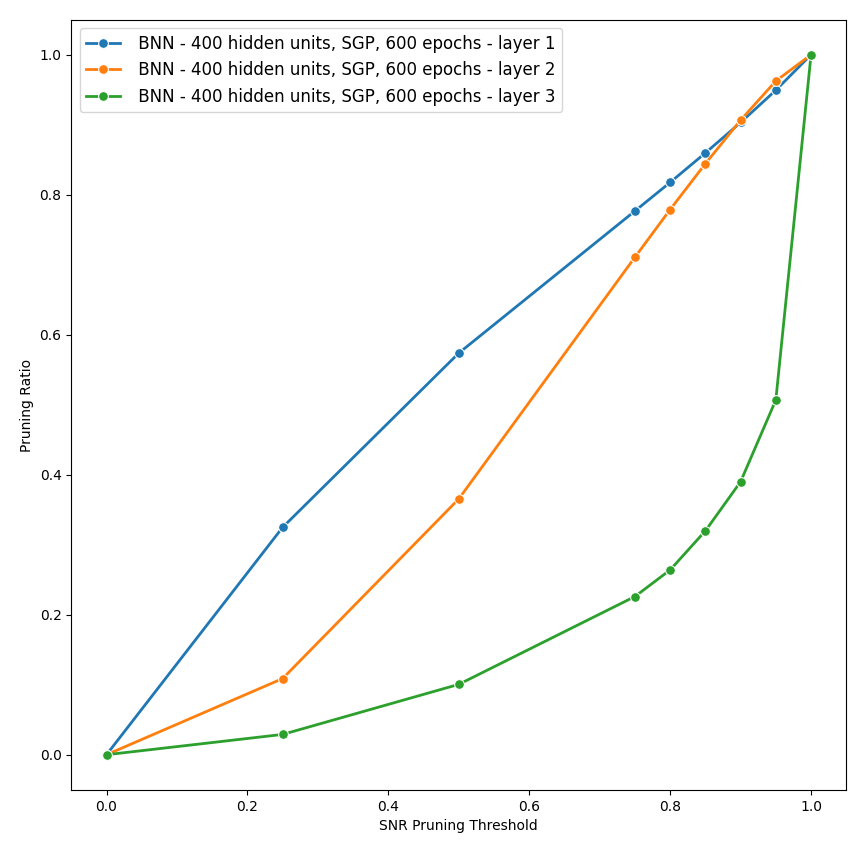 BNN - 400 hidden units, SGP, 600 epochs - layer 1
BNN - 400 hidden units, SGP, 600 epochs - layer 2
BNN - 400 hidden units, SGP, 600 epochs - layer 3
1.0
0.8
0.6
0.4
0.2
0.0
Pruning Ratio
0.0 0.2 0.4 0.6 0.8 1.0
SNR Pruning Threshold